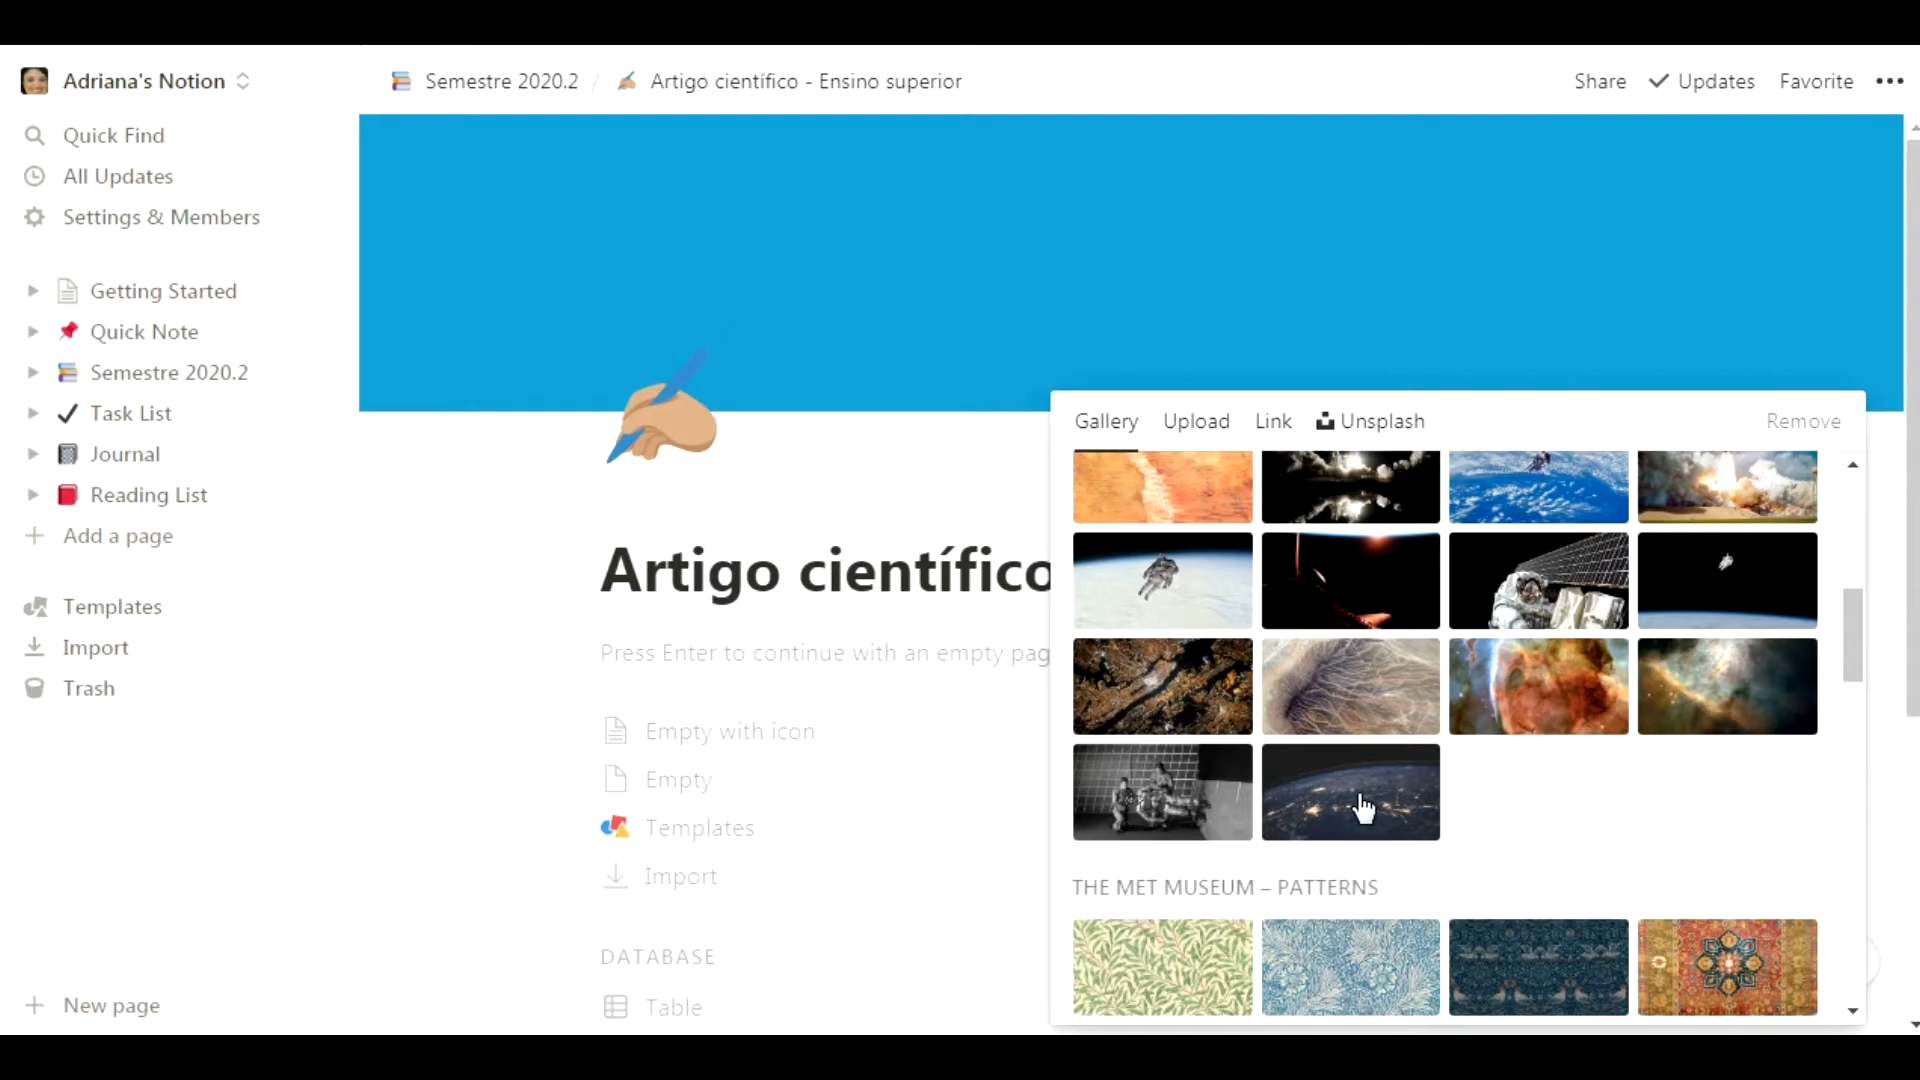 Adriana's Notion
Semestre 2020.2 / Artigo científico - Ensino superior
Share Updates Favorite
Quick Find
All Updates
Settings & Members
Getting Started
Quick Note
Semestre 2020.2
Task List
Journal
Reading List
Add a page
Templates
Import
Trash
New page
Artigo científico
Press Enter to continue with an empty pag
Empty with icon
Empty
Templates
Import
DATABASE
Table
Gallery Upload Link Unsplash Remove
THE MET MUSEUM – PATTERNS